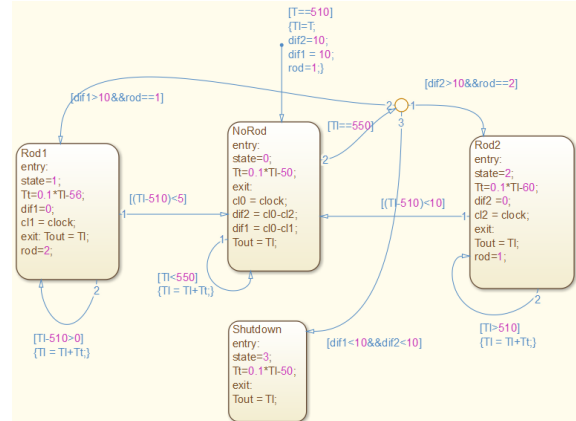 [T==510]
{Tl=T;
dif2=10;
dif1 = 10;
rod=1;}
[dif1>10&&rod==1]
2
1
3
[dif2>10&&rod==2]
[Tl==550]
Rod1
entry:
state=1;
Tt=0.1*Tl-56;
dif1=0;
cl1 = clock;
exit: Tout = Tl;
rod=2;
1
2
[(Tl-510)<5]
[Tl-510>0]
{Tl = Tl+Tt;}
NoRod
entry:
state=0;
Tt=0.1*Tl-50;
exit:
cl0 = clock;
dif2 = cl0-cl2;
dif1 = cl0-cl1;
Tout = Tl;
2
1
[Tl<550]
{Tl = Tl+Tt;}
Rod2
entry:
state=2;
Tt=0.1*Tl-60;
dif2 =0;
cl2 = clock;
exit:
Tout = Tl;
rod=1;
1
2
[(Tl-510)<10]
[Tl>510]
{Tl = Tl+Tt;}
Shutdown
entry:
state=3;
Tt=0.1*Tl-50;
exit:
Tout = Tl;
[dif1<10&&dif2<10]